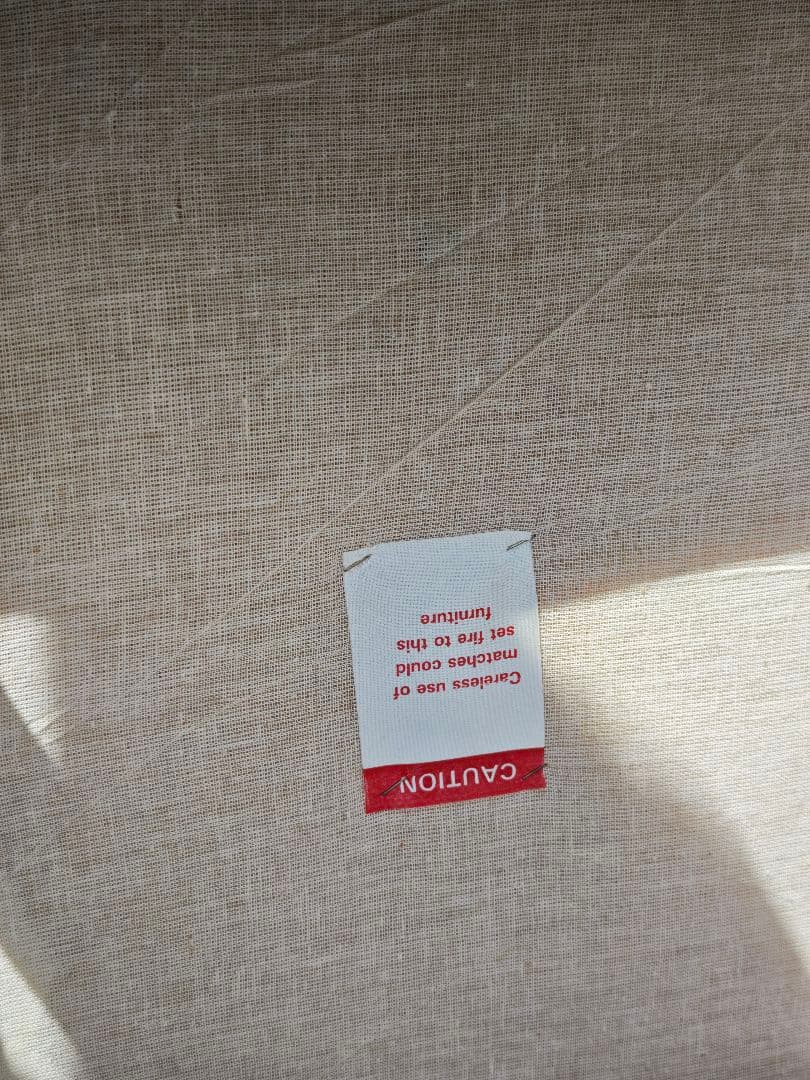 CAUTION
Careless use of
matches could
set fire to this
furniture